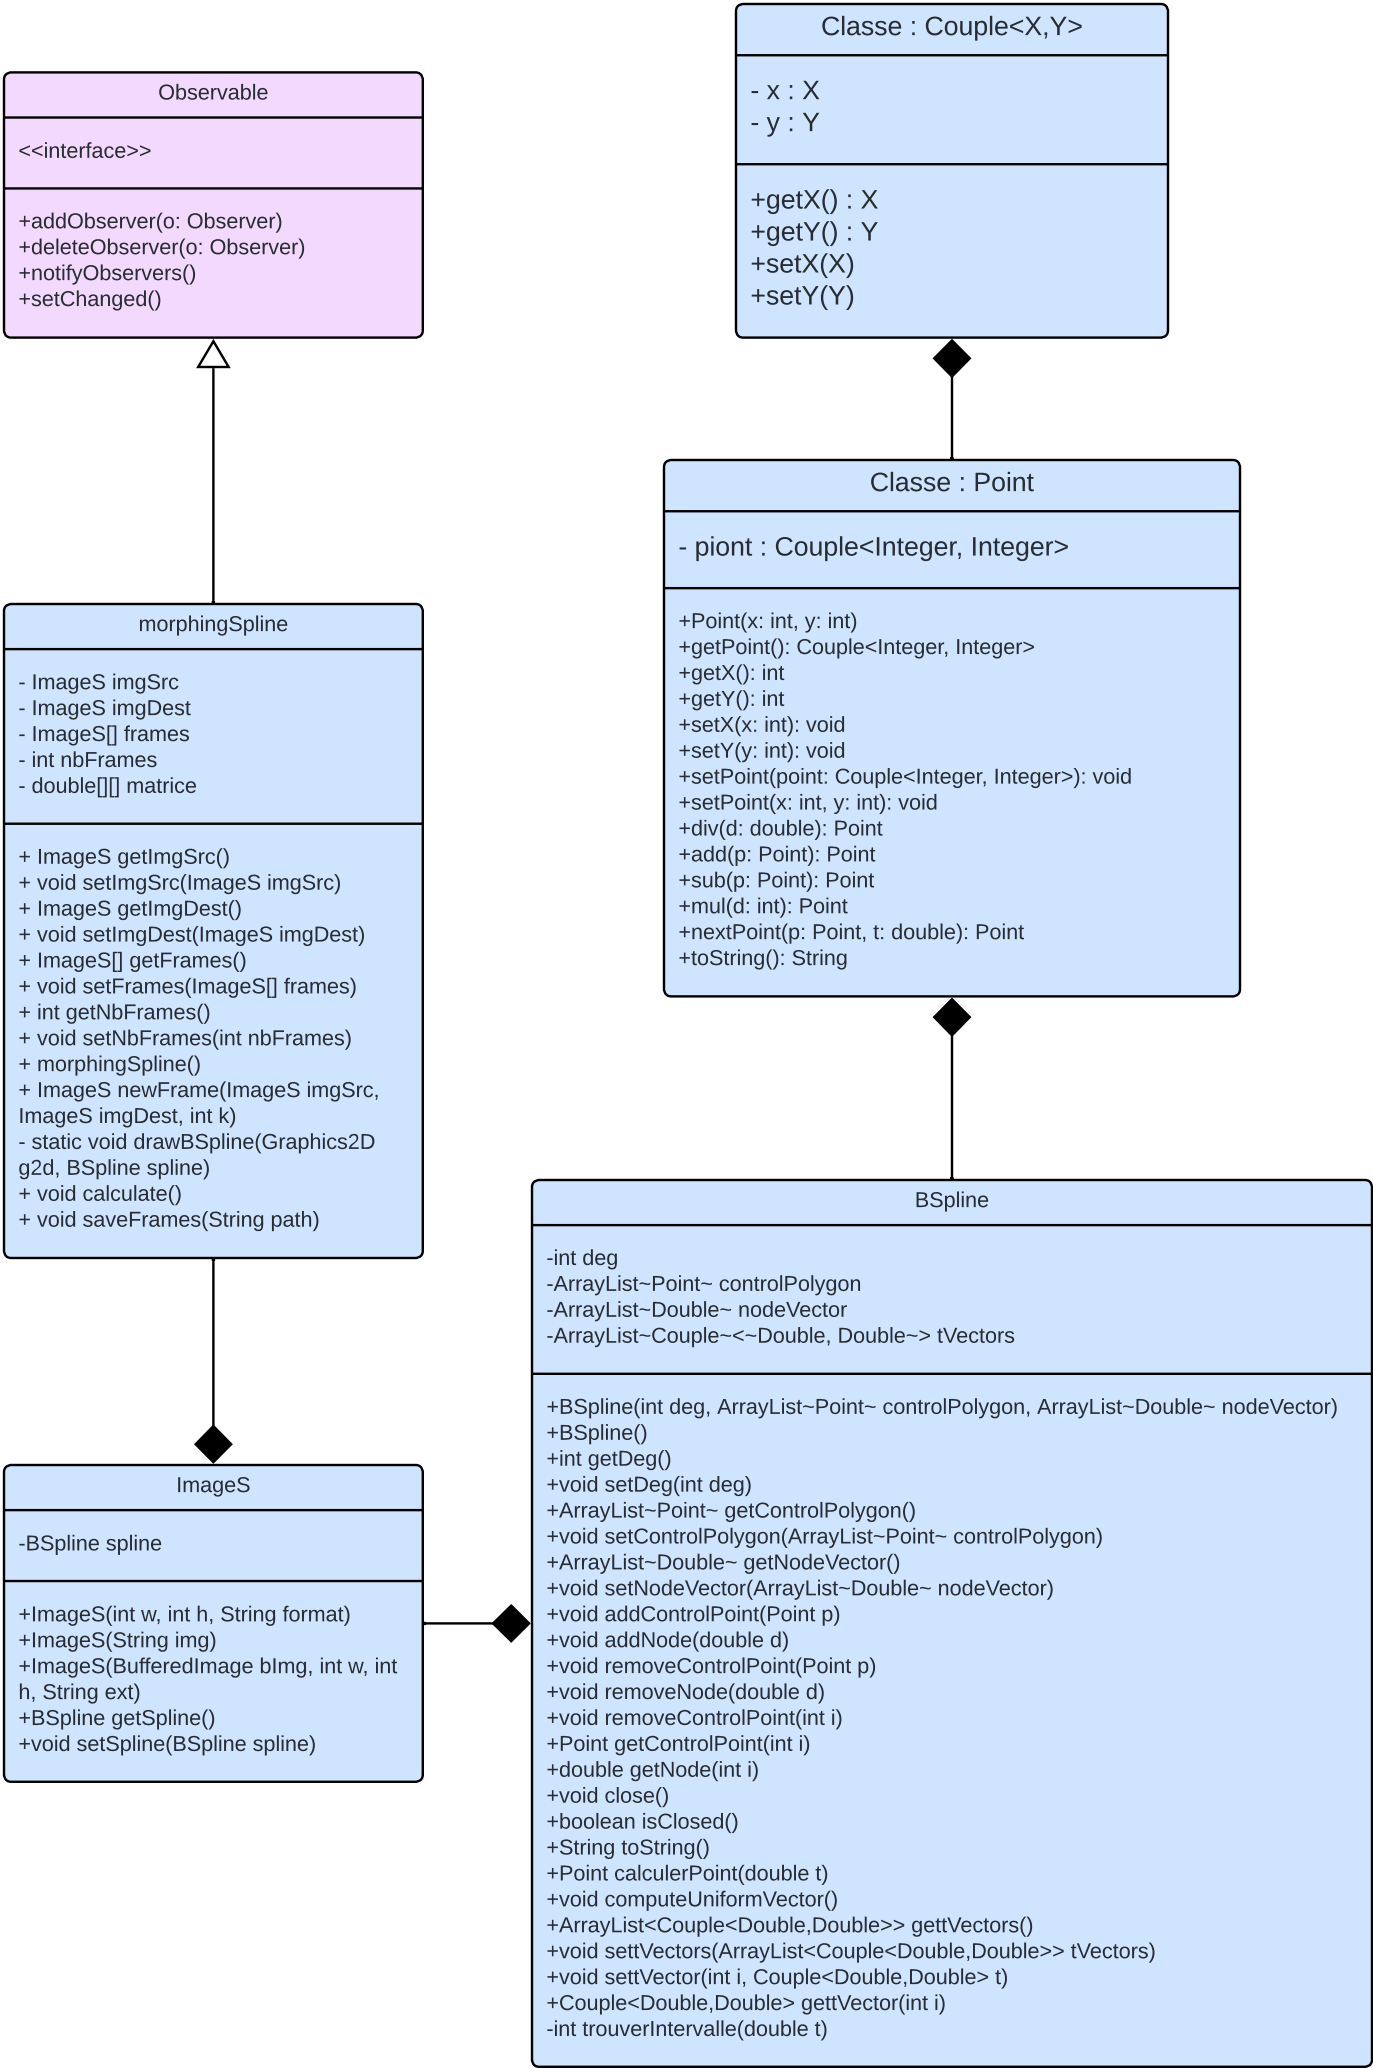 Observable
<<interface>>
+addObserver(o: Observer)
+deleteObserver(o: Observer)
+notifyObservers()
+setChanged()
Classe : Couple<X,Y>
- x : X
- y : Y
+getX() : X
+getY() : Y
+setX(X)
+setY(Y)
Classe : Point
- piont : Couple<Integer, Integer>
+Point(x: int, y: int)
+getPoint(): Couple<Integer, Integer>
+getX(): int
+getY(): int
+setX(x: int): void
+setY(y: int): void
+setPoint(point: Couple<Integer, Integer>): void
+setPoint(x: int, y: int): void
+div(d: double): Point
+add(p: Point): Point
+sub(p: Point): Point
+mul(d: int): Point
+nextPoint(p: Point, t: double): Point
+toString(): String
morphingSpline
- ImageS imgSrc
- ImageS imgDest
- ImageS[] frames
- int nbFrames
- double[][] matrice
+ ImageS getImgSrc()
+ void setImgSrc(ImageS imgSrc)
+ ImageS getImgDest()
+ void setImgDest(ImageS imgDest)
+ ImageS[] getFrames()
+ void setFrames(ImageS[] frames)
+ int getNbFrames()
+ void setNbFrames(int nbFrames)
+ morphingSpline()
+ ImageS newFrame(ImageS imgSrc,
ImageS imgDest, int k)
- static void drawBSpline(Graphics2D
g2d, BSpline spline)
+ void calculate()
+ void saveFrames(String path)
ImageS
-BSpline spline
+ImageS(int w, int h, String format)
+ImageS(String img)
+ImageS(BufferedImage bImg, int w, int
h, String ext)
+BSpline getSpline()
+void setSpline(BSpline spline)
BSpline
-int deg
-ArrayList~Point~ controlPolygon
-ArrayList~Double~ nodeVector
-ArrayList~Couple~<~Double, Double~> tVectors
+BSpline(int deg, ArrayList~Point~ controlPolygon, ArrayList~Double~ nodeVector)
+BSpline()
+int getDeg()
+void setDeg(int deg)
+ArrayList~Point~ getControlPolygon()
+void setControlPolygon(ArrayList~Point~ controlPolygon)
+ArrayList~Double~ getNodeVector()
+void setNodeVector(ArrayList~Double~ nodeVector)
+void addControlPoint(Point p)
+void addNode(double d)
+void removeControlPoint(Point p)
+void removeNode(double d)
+void removeControlPoint(int i)
+Point getControlPoint(int i)
+double getNode(int i)
+void close()
+boolean isClosed()
+String toString()
+Point calculerPoint(double t)
+void computeUniformVector()
+ArrayList<Couple<Double,Double>> gettVectors()
+void settVectors(ArrayList<Couple<Double,Double>> tVectors)
+void settVector(int i, Couple<Double,Double> t)
+Couple<Double,Double> gettVector(int i)
-int trouverIntervalle(double t)